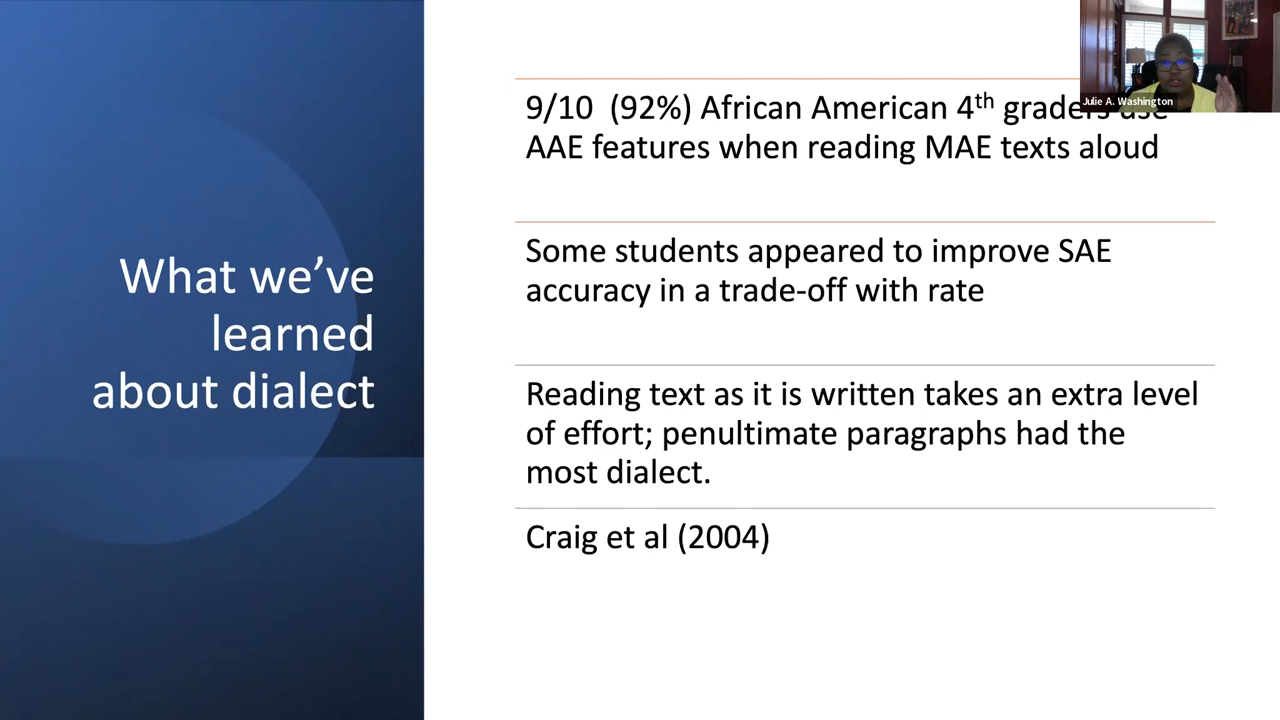 What we've
learned
about dialect
9/10 (92%) African American 4th graders use
AAE features when reading MAE texts aloud
Some students appeared to improve SAE
accuracy in a trade-off with rate
Reading text as it is written takes an extra level
of effort; penultimate paragraphs had the
most dialect.
Craig et al (2004)
Julie A. Washington